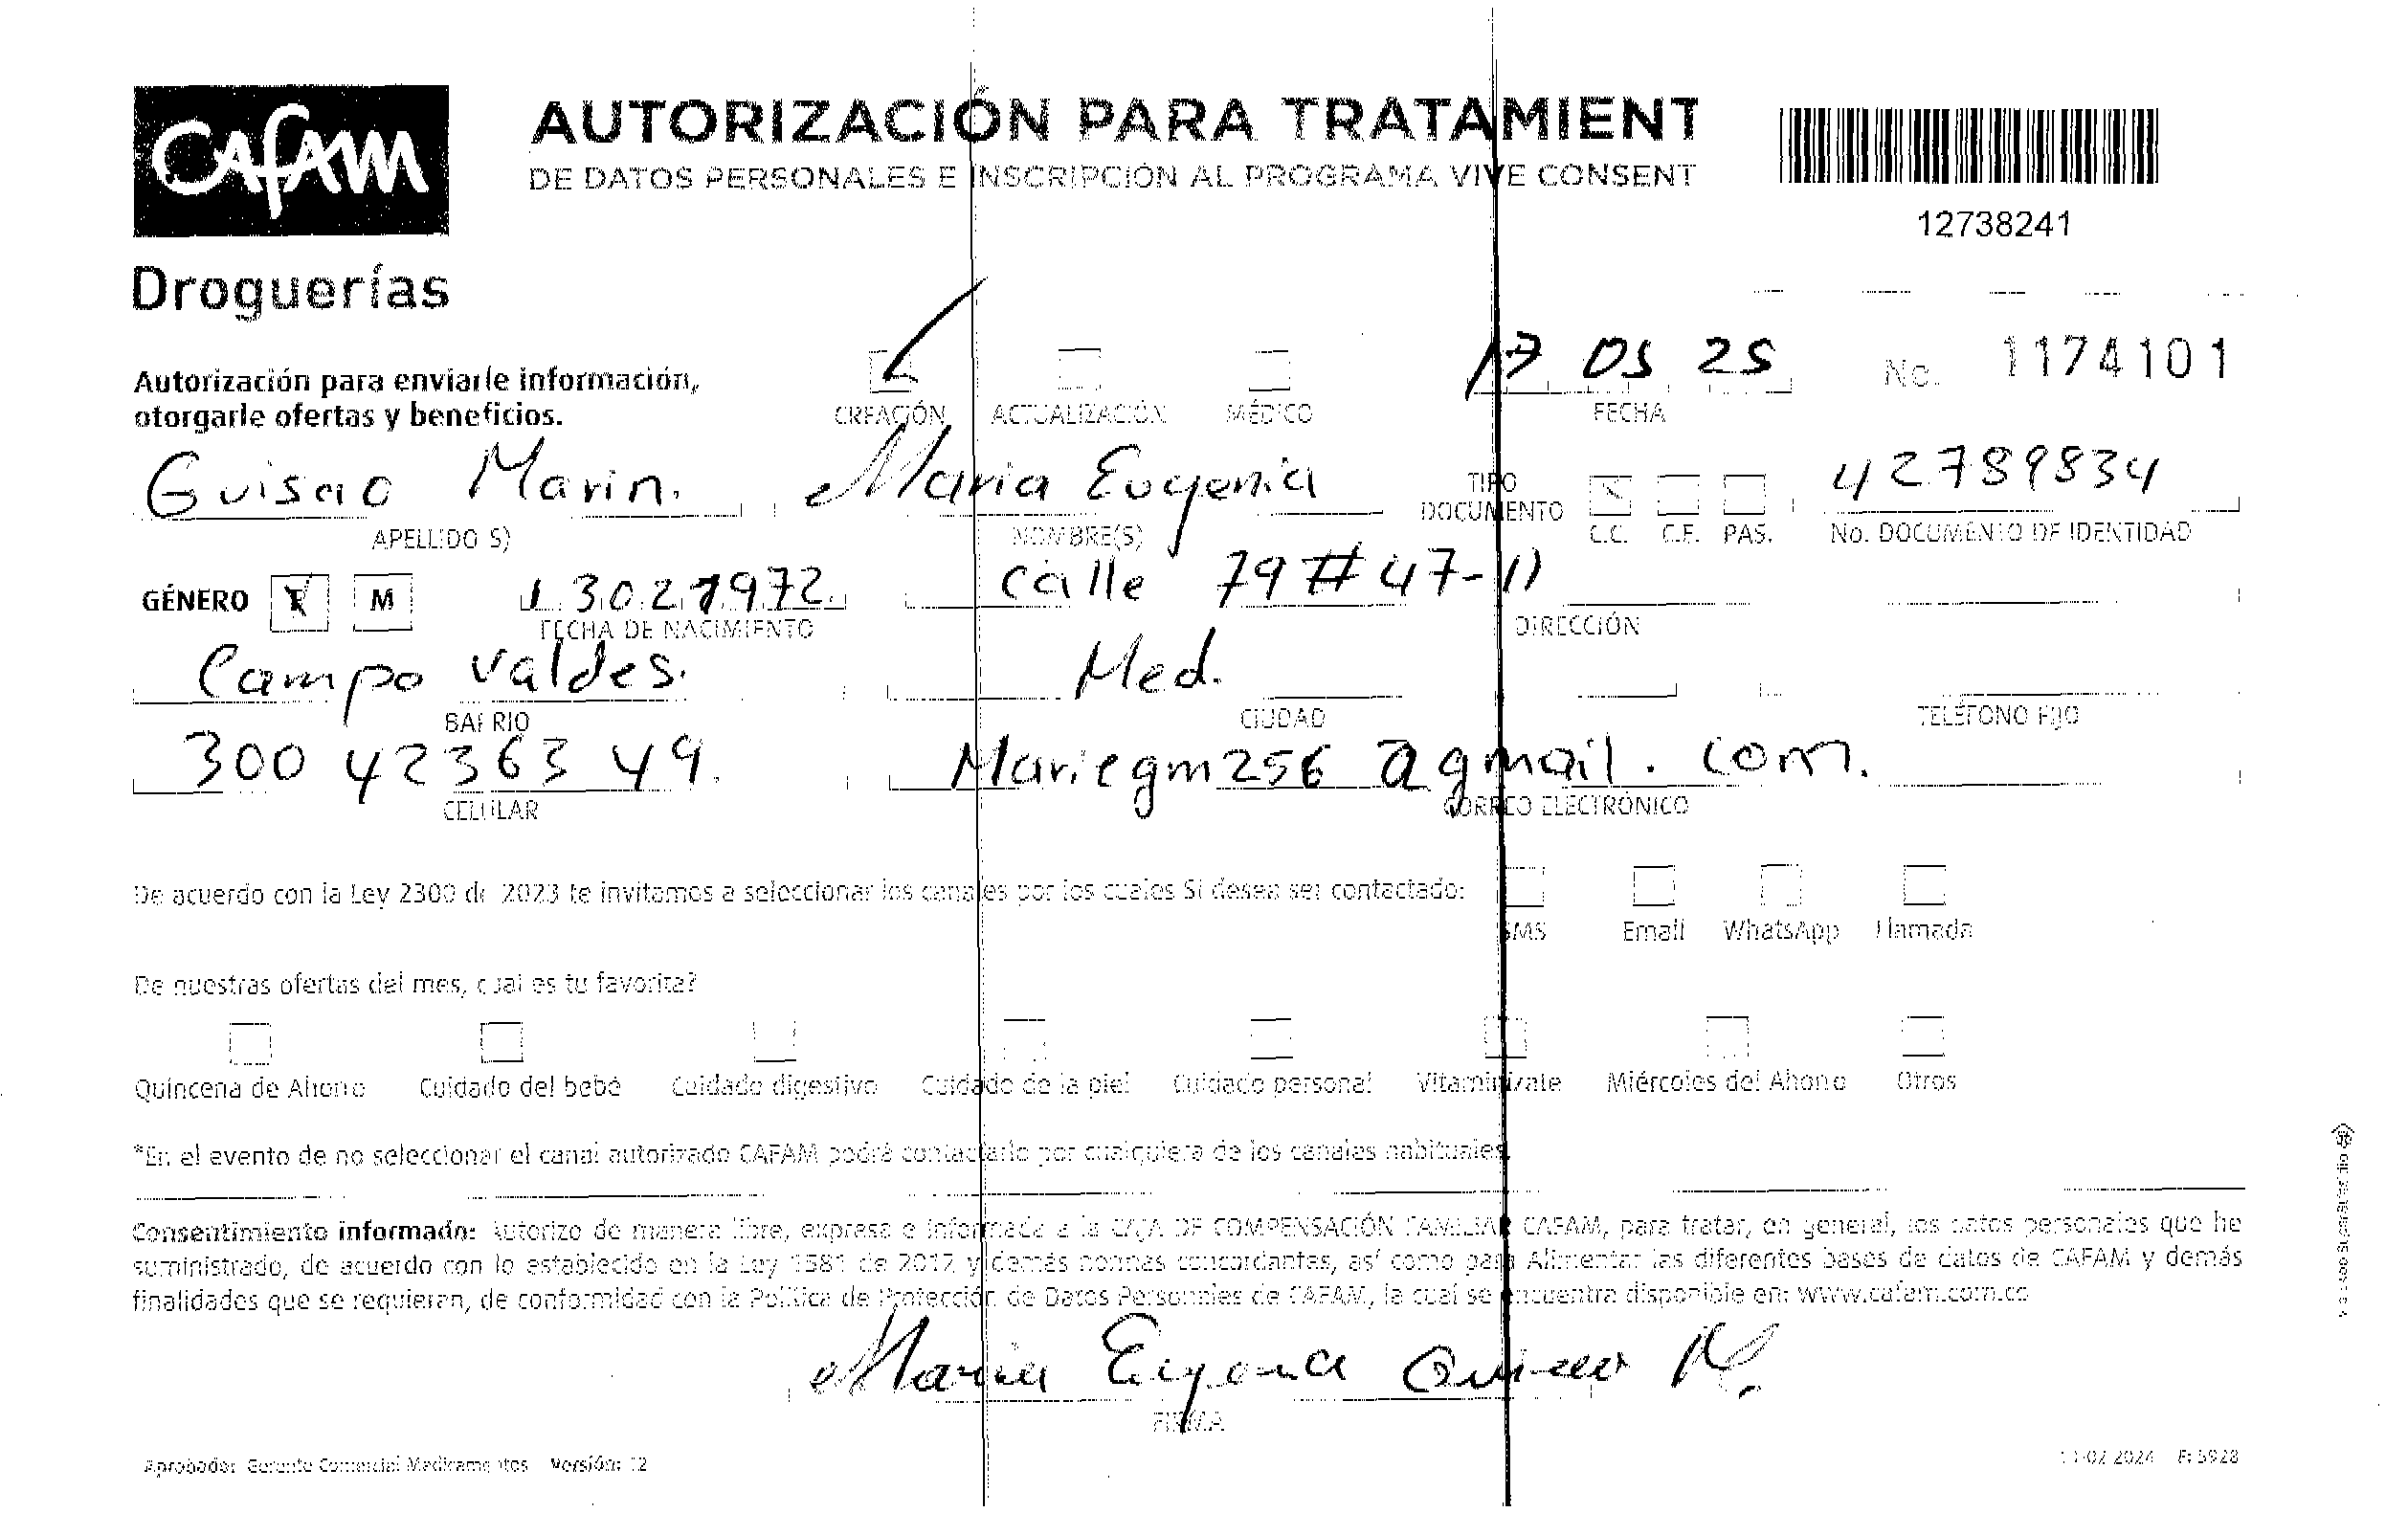 CAFAM
Droguerías
AUTORIZACIÓN PARA TRATAMIENT
DE DATOS PERSONALES E INSCRIPCIÓN AL PROGRAMA VIVE CONSENT
12738241
Autorización para enviarle información,
otorgarle ofertas y beneficios.
CREACIÓN ACTUALIZACIÓN MÉDICO
17 05 25
FECHA
No. 1174101
Guisao Marin. Maria Eugenia
APELLIDO S) NOMBRE(S)
TIPO
DOCUMENTO
C.C. C.E. PAS.
42789834
No. DOCUMENTO DE IDENTIDAD
GÉNERO F M
13021972
FECHA DE NACIMIENTO
calle 79 # 47-11
DIRECCIÓN
Campo Valdes. Med.
BARRIO CIUDAD TELÉFONO FIJO
300 42363 49. Mariegm256 @gmail.com.
CELULAR CORREO ELECTRÓNICO
De acuerdo con la Ley 2300 de 2023 te invitamos a seleccionar los canales por los cuales Si desea ser contactado:
SMS Email WhatsApp Llamada
De nuestras ofertas del mes, cual es tu favorita?
Quincena de Ahorro Cuidado del bebé Cuidado digestivo Cuidado de la piel Cuidado personal Vitaminízate Miércoles del Ahorro Otros
*En el evento de no seleccionar el canal autorizado CAFAM podrá contactarlo por cualquiera de los canales habituales.
Consentimiento informado: Autorizo de manera libre, expresa e informada a la CAJA DE COMPENSACIÓN FAMILIAR CAFAM, para tratar, en general, los datos personales que he
suministrado, de acuerdo con lo establecido en la Ley 1581 de 2012 y demás normas concordantes, así como para Alimentar las diferentes bases de datos de CAFAM y demás
finalidades que se requieran, de conformidad con la Política de Protección de Datos Personales de CAFAM, la cual se encuentra disponible en: www.cafam.com.co
Maria Eugenia Guisao M.
FIRMA
Aprobador Gerente Comercial Medicamentos Versión: 12
-02 2024 F: 5928